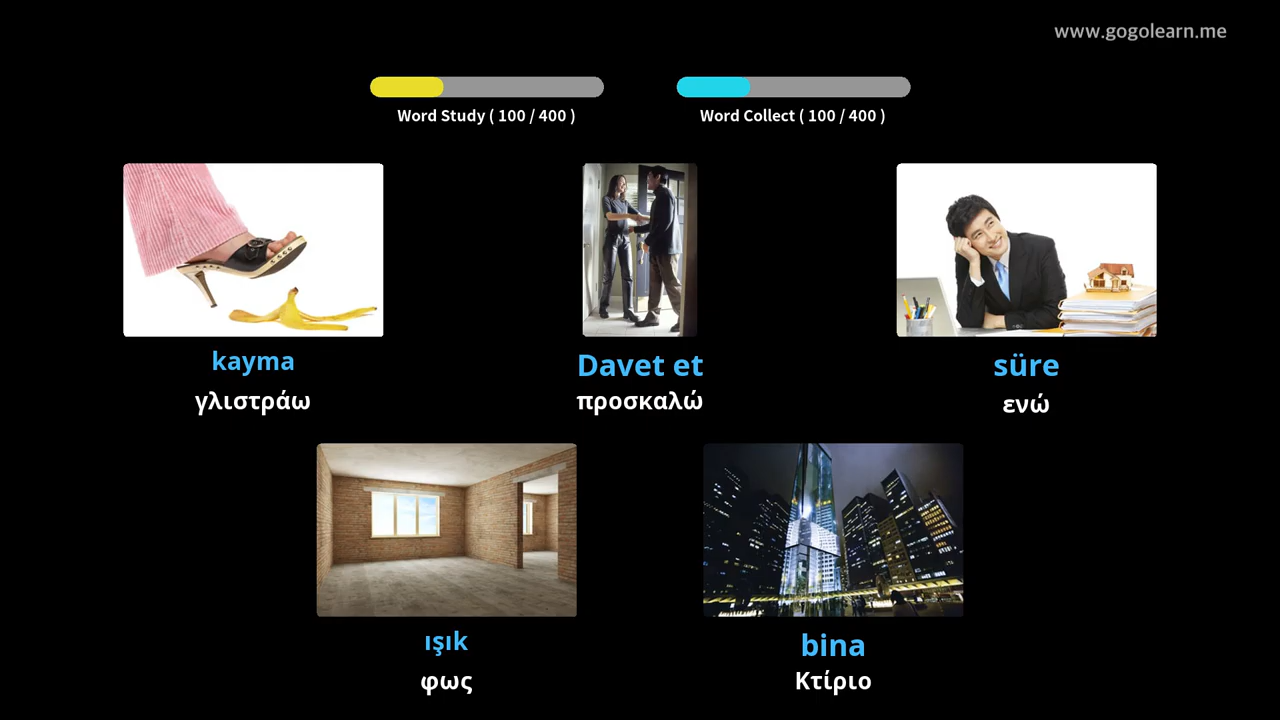 www.gogolearn.me
Word Study ( 100 / 400 )
Word Collect ( 100 / 400 )
kayma
γλιστράω
Davet et
προσκαλώ
süre
ενώ
ışık
φως
bina
Κτίριο